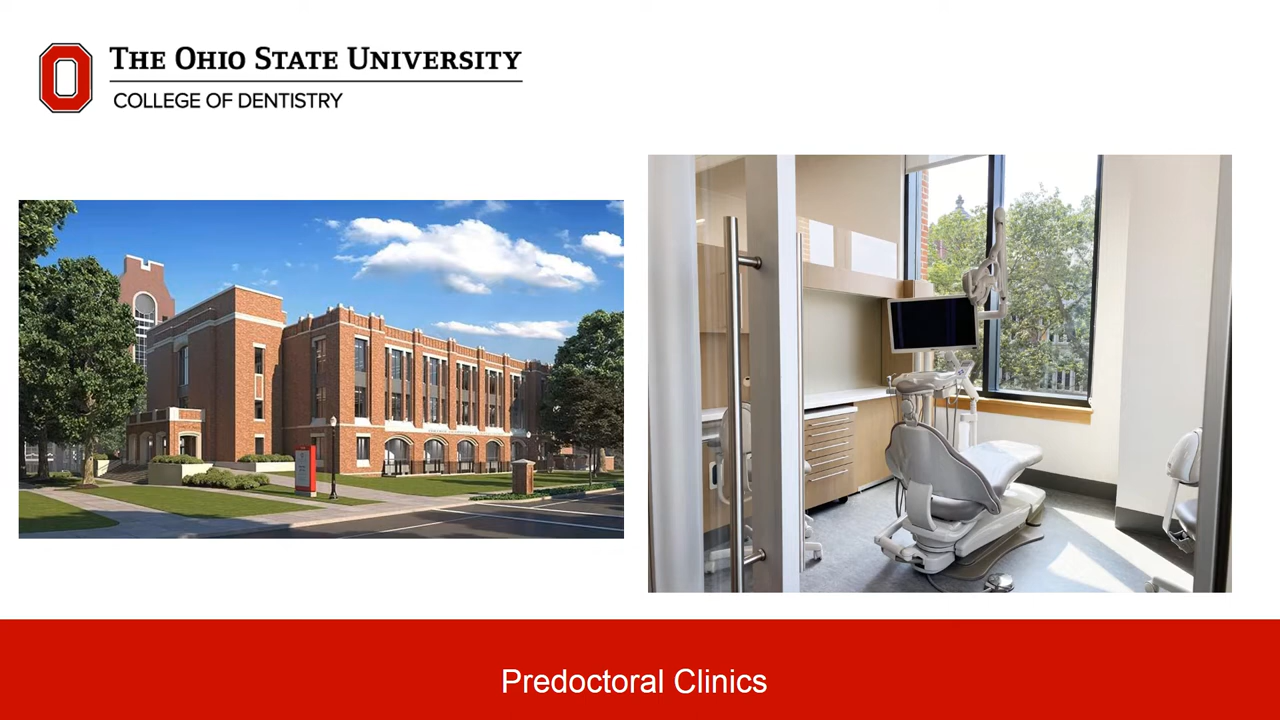 THE OHIO STATE UNIVERSITY
COLLEGE OF DENTISTRY
Predoctoral Clinics